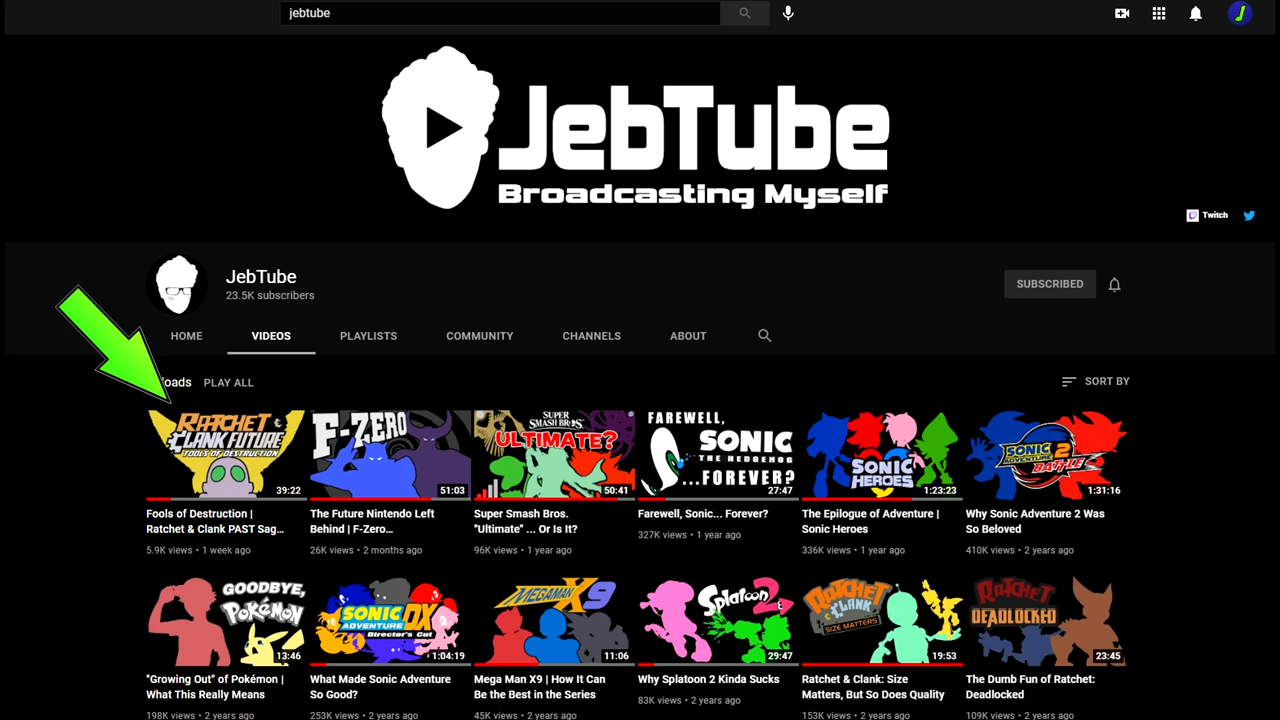 jebtube
JebTube
Broadcasting Myself
Twitch
JebTube
23.5K subscribers
SUBSCRIBED
HOME VIDEOS PLAYLISTS COMMUNITY CHANNELS ABOUT
loads PLAY ALL
SORT BY
RATCHET & CLANK FUTURE
TOOLS OF DESTRUCTION
39:22
F-ZERO
51:03
SUPER SMASH BROS.
ULTIMATE?
50:41
FAREWELL,
SONIC
THE HEDGEHOG
...FOREVER?
27:47
SONIC HEROES
1:23:23
SONIC ADVENTURE 2
BATTLE
1:31:16
Fools of Destruction |
Ratchet & Clank PAST Sag...
5.9K views • 1 week ago
The Future Nintendo Left
Behind | F-Zero...
26K views • 2 months ago
Super Smash Bros.
"Ultimate" ... Or Is It?
96K views • 1 year ago
Farewell, Sonic... Forever?
327K views • 1 year ago
The Epilogue of Adventure |
Sonic Heroes
336K views • 1 year ago
Why Sonic Adventure 2 Was
So Beloved
410K views • 2 years ago
GOODBYE,
Pokémon
13:46
SONIC ADVENTURE DX
Director's Cut
1:04:19
MEGAMAN X9
11:06
Splatoon 2
29:47
RATCHET & CLANK
SIZE MATTERS
19:53
RATCHET
DEADLOCKED
23:45
"Growing Out" of Pokémon |
What This Really Means
198K views • 2 years ago
What Made Sonic Adventure
So Good?
253K views • 2 years ago
Mega Man X9 | How It Can
Be the Best in the Series
45K views • 2 years ago
Why Splatoon 2 Kinda Sucks
83K views • 2 years ago
Ratchet & Clank: Size
Matters, But So Does Quality
153K views • 2 years ago
The Dumb Fun of Ratchet:
Deadlocked
109K views • 2 years ago